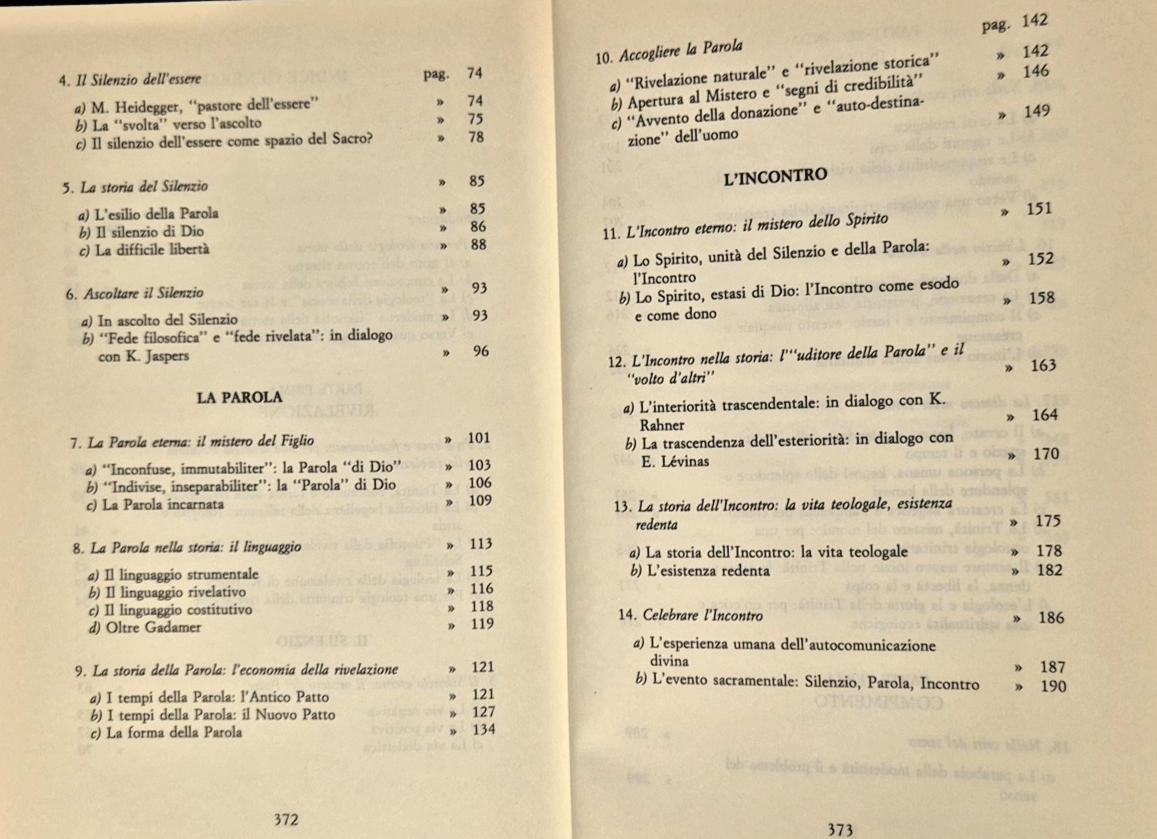 4. Il Silenzio dell'essere pag. 74
a) M. Heidegger, “pastore dell'essere” » 74
b) La “svolta” verso l'ascolto » 75
c) Il silenzio dell'essere come spazio del Sacro? » 78
5. La storia del Silenzio » 85
a) L'esilio della Parola » 85
b) Il silenzio di Dio » 86
c) La difficile libertà » 88
6. Ascoltare il Silenzio » 93
a) In ascolto del Silenzio » 93
b) “Fede filosofica” e “fede rivelata”: in dialogo
con K. Jaspers » 96
LA PAROLA
7. La Parola eterna: il mistero del Figlio » 101
a) “Inconfuse, immutabiliter”: la Parola “di Dio” » 103
b) “Indivise, inseparabiliter”: la “Parola” di Dio » 106
c) La Parola incarnata » 109
8. La Parola nella storia: il linguaggio » 113
a) Il linguaggio strumentale » 115
b) Il linguaggio rivelativo » 116
c) Il linguaggio costitutivo » 118
d) Oltre Gadamer » 119
9. La storia della Parola: l'economia della rivelazione » 121
a) I tempi della Parola: l'Antico Patto » 121
b) I tempi della Parola: il Nuovo Patto » 127
c) La forma della Parola » 134
372
10. Accogliere la Parola pag. 142
a) “Rivelazione naturale” e “rivelazione storica” » 142
b) Apertura al Mistero e “segni di credibilità” » 146
c) “Avvento della donazione” e “auto-destina-
zione” dell'uomo » 149
L'INCONTRO
11. L'Incontro eterno: il mistero dello Spirito » 151
a) Lo Spirito, unità del Silenzio e della Parola:
l'Incontro » 152
b) Lo Spirito, estasi di Dio: l'Incontro come esodo
e come dono » 158
12. L'Incontro nella storia: l'“uditore della Parola” e il
“volto d'altri” » 163
a) L'interiorità trascendentale: in dialogo con K.
Rahner » 164
b) La trascendenza dell'esteriorità: in dialogo con
E. Lévinas » 170
13. La storia dell'Incontro: la vita teologale, esistenza
redenta » 175
a) La storia dell'Incontro: la vita teologale » 178
b) L'esistenza redenta » 182
14. Celebrare l'Incontro » 186
a) L'esperienza umana dell'autocomunicazione
divina » 187
b) L'evento sacramentale: Silenzio, Parola, Incontro » 190
373